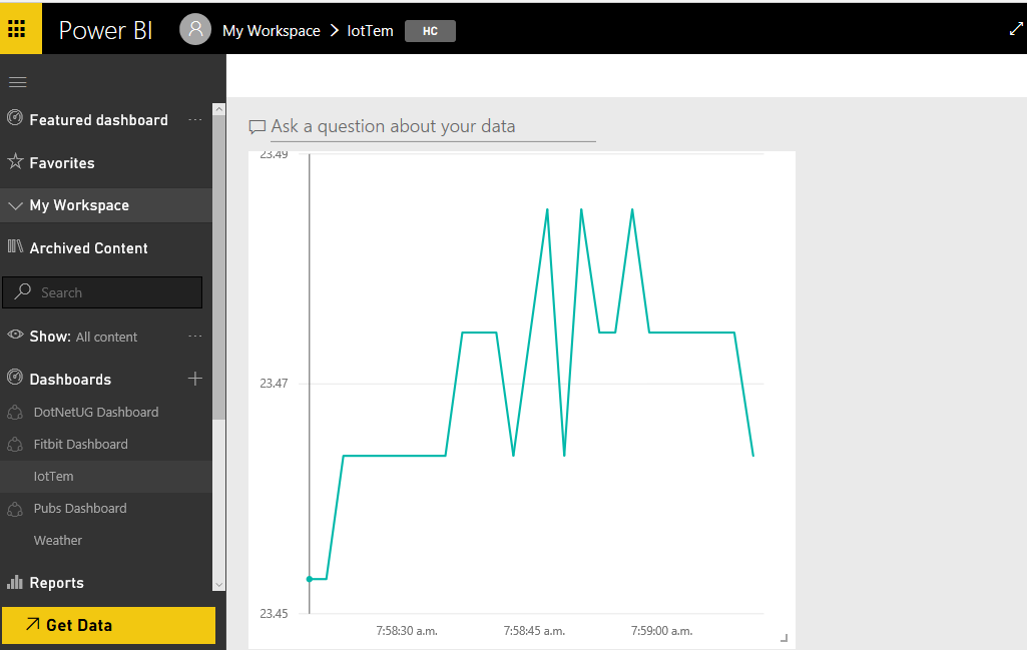 Power BI
My Workspace > IotTem HC
Featured dashboard ...
Favorites
My Workspace
Archived Content
Search
Show: All content ...
Dashboards +
DotNetUG Dashboard
Fitbit Dashboard
IotTem
Pubs Dashboard
Weather
Reports
Get Data
Ask a question about your data
23.49
23.47
23.45
7:58:30 a.m. 7:58:45 a.m. 7:59:00 a.m.